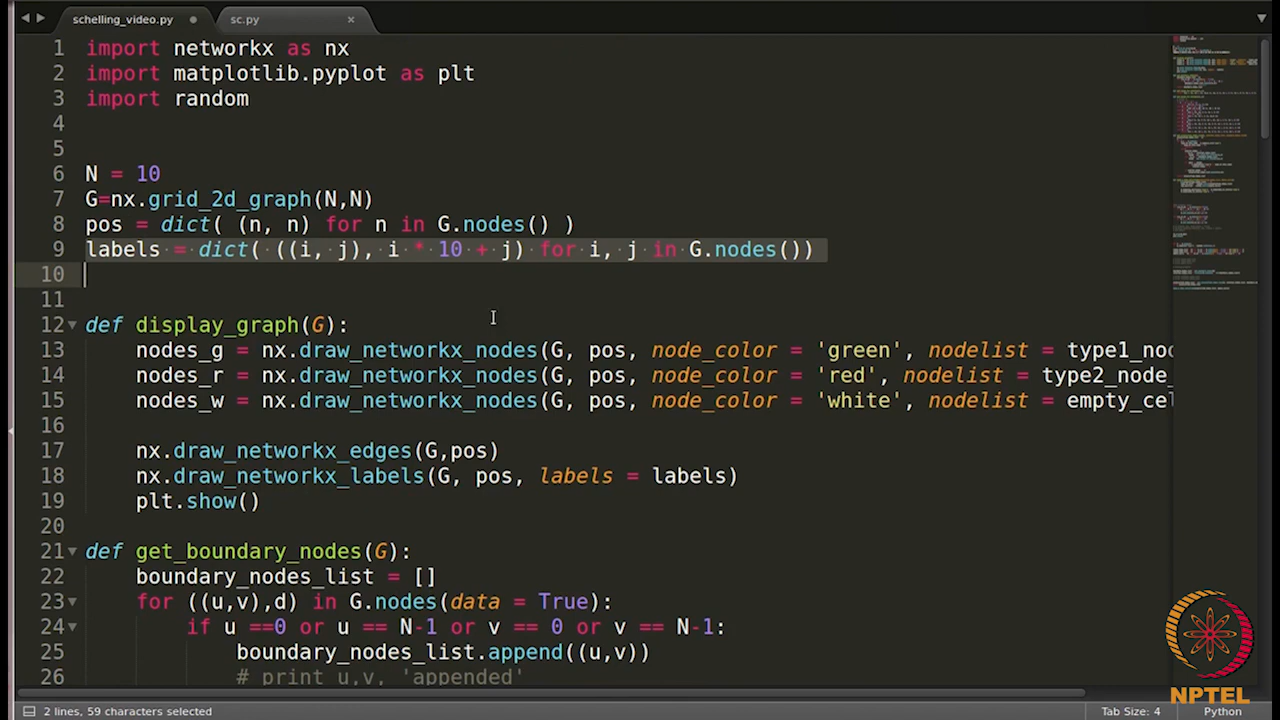 schelling_video.py
sc.py
1 import networkx as nx
2 import matplotlib.pyplot as plt
3 import random
4
5
6 N = 10
7 G=nx.grid_2d_graph(N,N)
8 pos = dict( (n, n) for n in G.nodes() )
9 labels = dict( ((i, j), i * 10 + j) for i, j in G.nodes())
10
11
12 def display_graph(G):
13 nodes_g = nx.draw_networkx_nodes(G, pos, node_color = 'green', nodelist = type1_nod
14 nodes_r = nx.draw_networkx_nodes(G, pos, node_color = 'red', nodelist = type2_node_
15 nodes_w = nx.draw_networkx_nodes(G, pos, node_color = 'white', nodelist = empty_cel
16
17 nx.draw_networkx_edges(G,pos)
18 nx.draw_networkx_labels(G, pos, labels = labels)
19 plt.show()
20
21 def get_boundary_nodes(G):
22 boundary_nodes_list = []
23 for ((u,v),d) in G.nodes(data = True):
24 if u ==0 or u == N-1 or v == 0 or v == N-1:
25 boundary_nodes_list.append((u,v))
26 # print u,v, 'appended'
NPTEL
2 lines, 59 characters selected
Tab Size: 4
Python